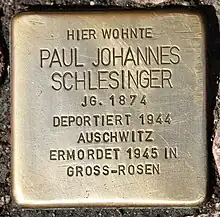 HIER WOHNTE
PAUL JOHANNES
SCHLESINGER
JG. 1874
DEPORTIERT 1944
AUSCHWITZ
ERMORDET 1945 IN
GROSS-ROSEN